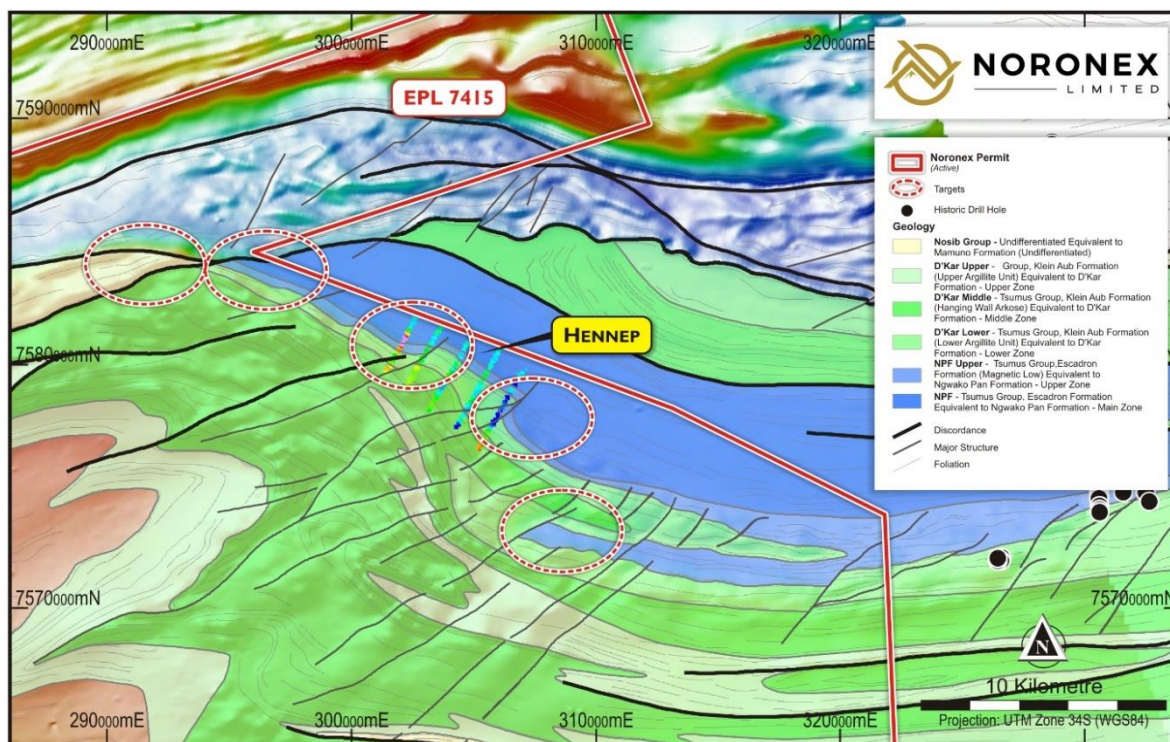 290000mE 300000mE 310000mE 320000mE
7590000mN
EPL 7415
NORONEX
LIMITED
Noronex Permit
(Active)
Targets
Historic Drill Hole
Geology
Nosib Group - Undifferentiated Equivalent to
Mamuno Formation (Undifferentiated)
D'Kar Upper - Group, Klein Aub Formation
(Upper Argillite Unit) Equivalent to D'Kar
Formation - Upper Zone
D'Kar Middle - Tsumus Group, Klein Aub Formation
(Hanging Wall Arkose) Equivalent to D'Kar
Formation - Middle Zone
D'Kar Lower - Tsumus Group, Klein Aub Formation
(Lower Argillite Unit) Equivalent to D'Kar
Formation - Lower Zone
NPF Upper - Tsumus Group,Escadron
Formation (Magnetic Low) Equivalent to
Ngwako Pan Formation - Upper Zone
NPF - Tsumus Group, Escadron Formation
Equivalent to Ngwako Pan Formation - Main Zone
Discordance
Major Structure
Foliation
HENNEP
7580000mN
7570000mN 7570000mN
N
10 Kilometre
Projection: UTM Zone 34S (WGS84)
290000mE 300000mE 310000mE 320000mE